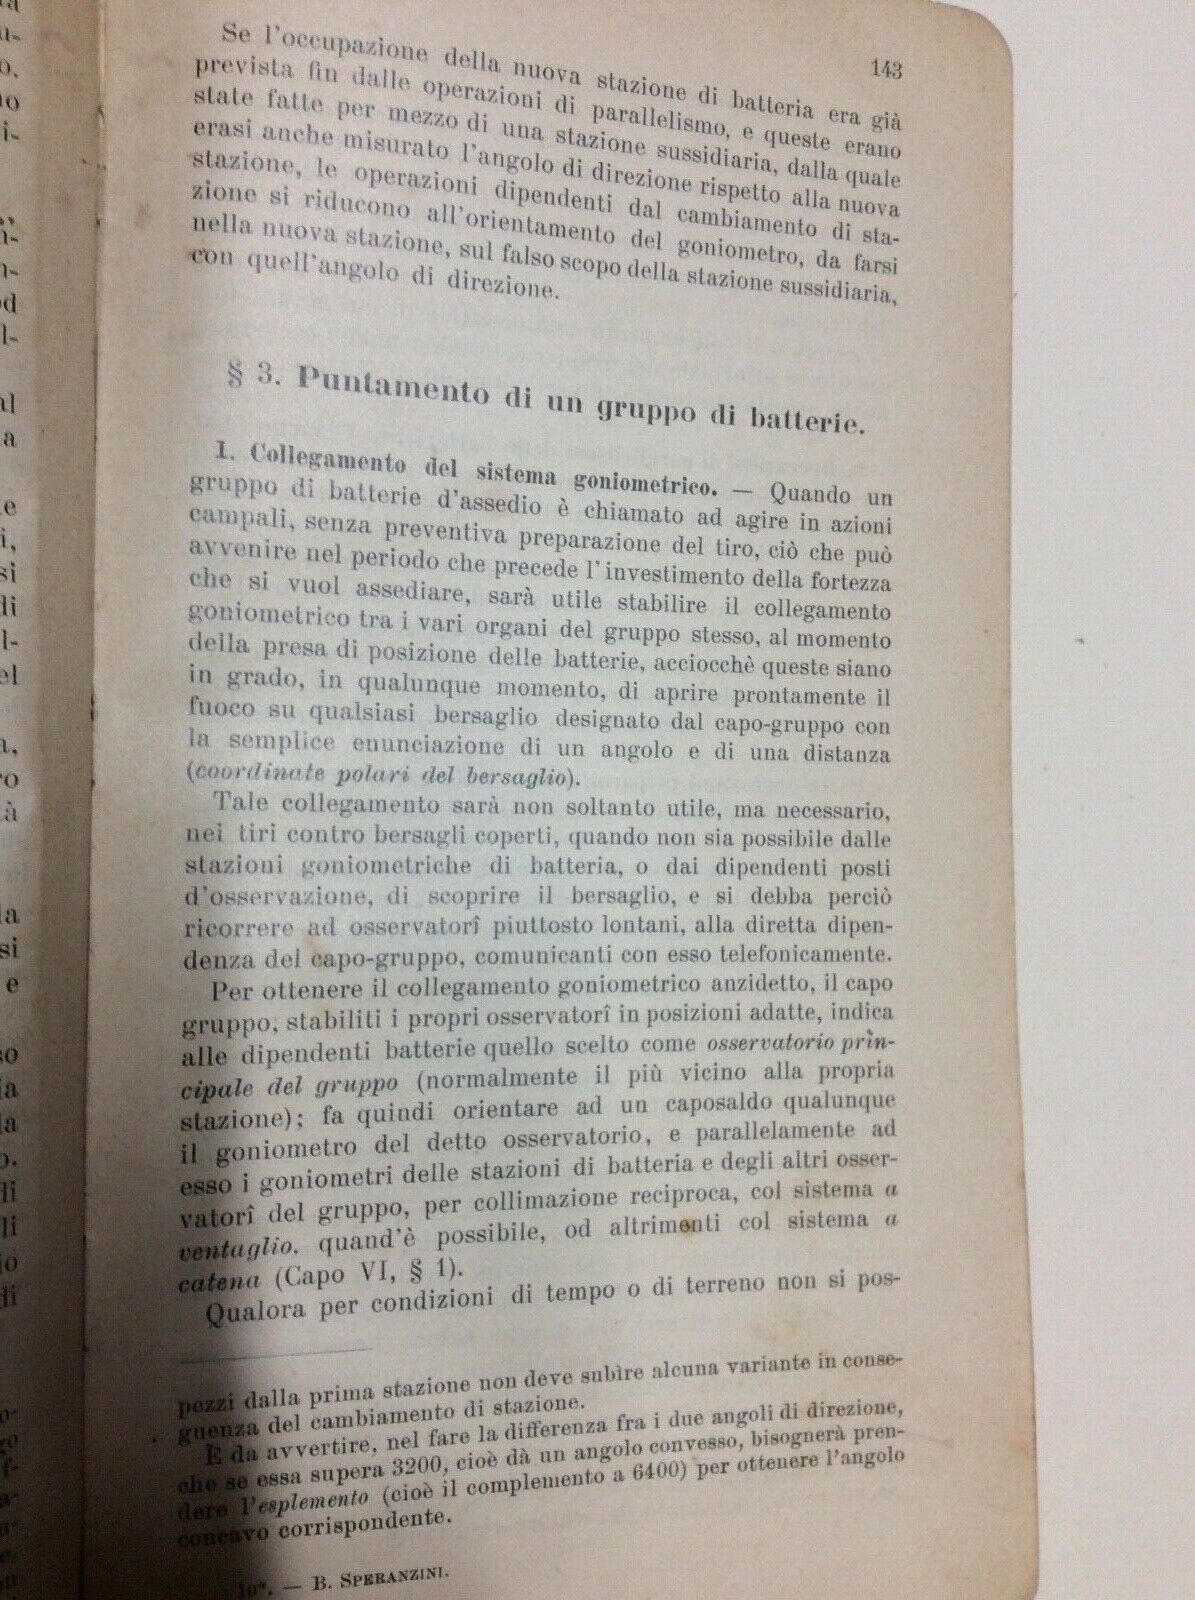 143
Se l'occupazione della nuova stazione di batteria era già
prevista fin dalle operazioni di parallelismo, e queste erano
state fatte per mezzo di una stazione sussidiaria, dalla quale
erasi anche misurato l'angolo di direzione rispetto alla nuova
stazione, le operazioni dipendenti dal cambiamento di sta-
zione si riducono all'orientamento del goniometro, da farsi
nella nuova stazione, sul falso scopo della stazione sussidiaria,
con quell'angolo di direzione.
§ 3. Puntamento di un gruppo di batterie.
I. Collegamento del sistema goniometrico. — Quando un
gruppo di batterie d'assedio è chiamato ad agire in azioni
campali, senza preventiva preparazione del tiro, ciò che può
avvenire nel periodo che precede l'investimento della fortezza
che si vuol assediare, sarà utile stabilire il collegamento
goniometrico tra i vari organi del gruppo stesso, al momento
della presa di posizione delle batterie, acciocchè queste siano
in grado, in qualunque momento, di aprire prontamente il
fuoco su qualsiasi bersaglio designato dal capo-gruppo con
la semplice enunciazione di un angolo e di una distanza
(coordinate polari del bersaglio).
Tale collegamento sarà non soltanto utile, ma necessario,
nei tiri contro bersagli coperti, quando non sia possibile dalle
stazioni goniometriche di batteria, o dai dipendenti posti
d'osservazione, di scoprire il bersaglio, e si debba perciò
ricorrere ad osservatorî piuttosto lontani, alla diretta dipen-
denza del capo-gruppo, comunicanti con esso telefonicamente.
Per ottenere il collegamento goniometrico anzidetto, il capo
gruppo, stabiliti i propri osservatorî in posizioni adatte, indica
alle dipendenti batterie quello scelto come osservatorio prin-
cipale del gruppo (normalmente il più vicino alla propria
stazione); fa quindi orientare ad un caposaldo qualunque
il goniometro del detto osservatorio, e parallelamente ad
esso i goniometri delle stazioni di batteria e degli altri osser-
vatorî del gruppo, per collimazione reciproca, col sistema a
ventaglio. quand'è possibile, od altrimenti col sistema a
catena (Capo VI, § 1).
Qualora per condizioni di tempo o di terreno non si pos-
pezzi dalla prima stazione non deve subìre alcuna variante in conse-
guenza del cambiamento di stazione.
E da avvertire, nel fare la differenza fra i due angoli di direzione,
che se essa supera 3200, cioè dà un angolo convesso, bisognerà pren-
dere l'esplemento (cioè il complemento a 6400) per ottenere l'angolo
concavo corrispondente.
— B. SPERANZINI.